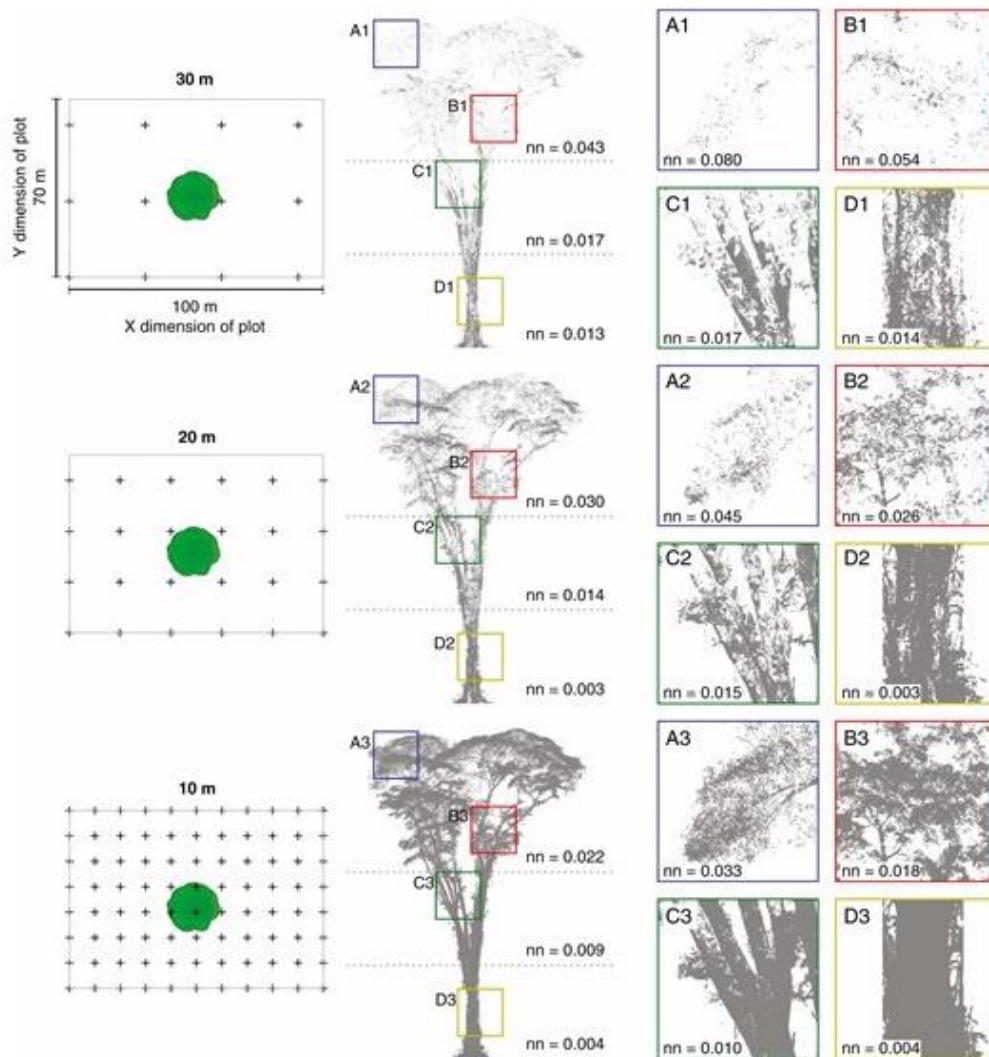 30 m
Y dimension of plot
70 m
100 m
X dimension of plot
A1
B1
nn = 0.043
C1
nn = 0.017
D1
nn = 0.013
A1
nn = 0.080
B1
nn = 0.054
C1
nn = 0.017
D1
nn = 0.014
20 m
A2
B2
nn = 0.030
C2
nn = 0.014
D2
nn = 0.003
A2
nn = 0.045
B2
nn = 0.026
C2
nn = 0.015
D2
nn = 0.003
10 m
A3
B3
nn = 0.022
C3
nn = 0.009
D3
nn = 0.004
A3
nn = 0.033
B3
nn = 0.018
C3
nn = 0.010
D3
nn = 0.004